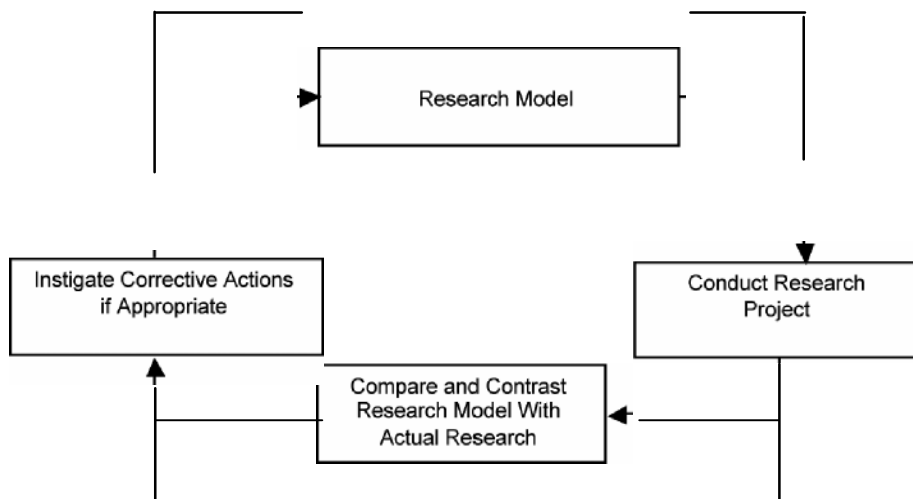 Research Model
Instigate Corrective Actions
if Appropriate
Conduct Research
Project
Compare and Contrast
Research Model With
Actual Research